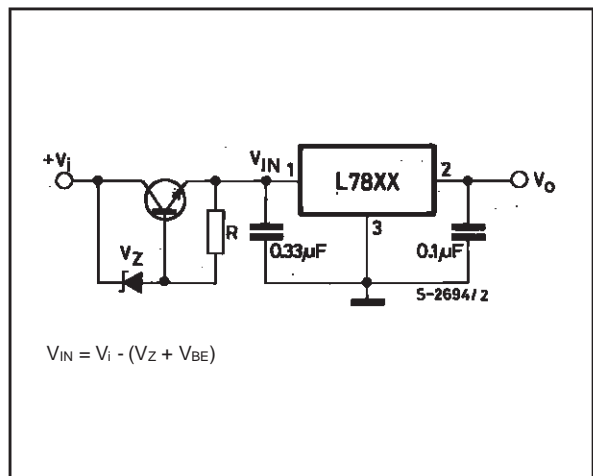 +Vi
VIN
1
L78XX
2
Vo
VZ
R
0.33µF
3
0.1µF
S-2694/2
VIN = Vi - (VZ + VBE)